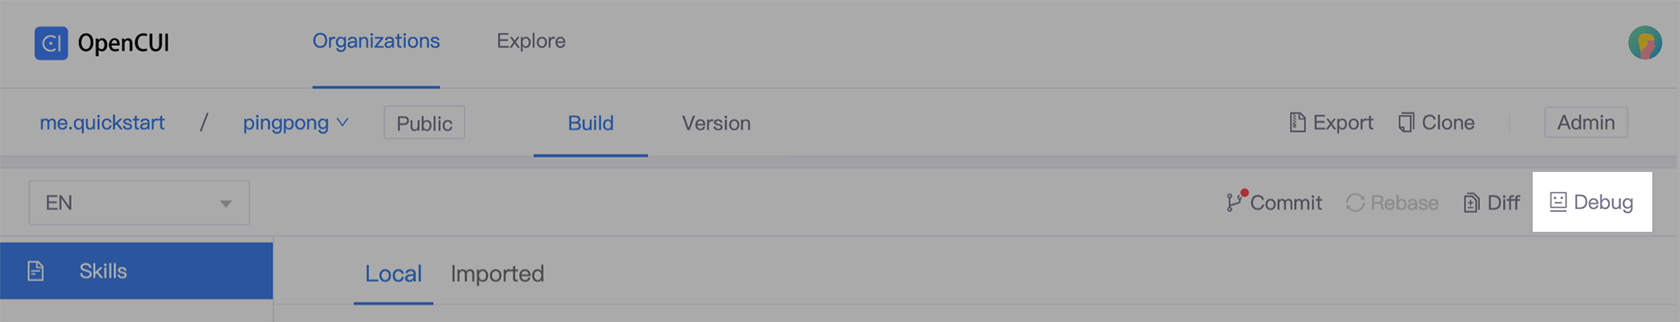 OpenCUI Organizations Explore
me.quickstart / pingpong Public Build Version Export Clone Admin
EN Commit Rebase Diff Debug
Skills Local Imported